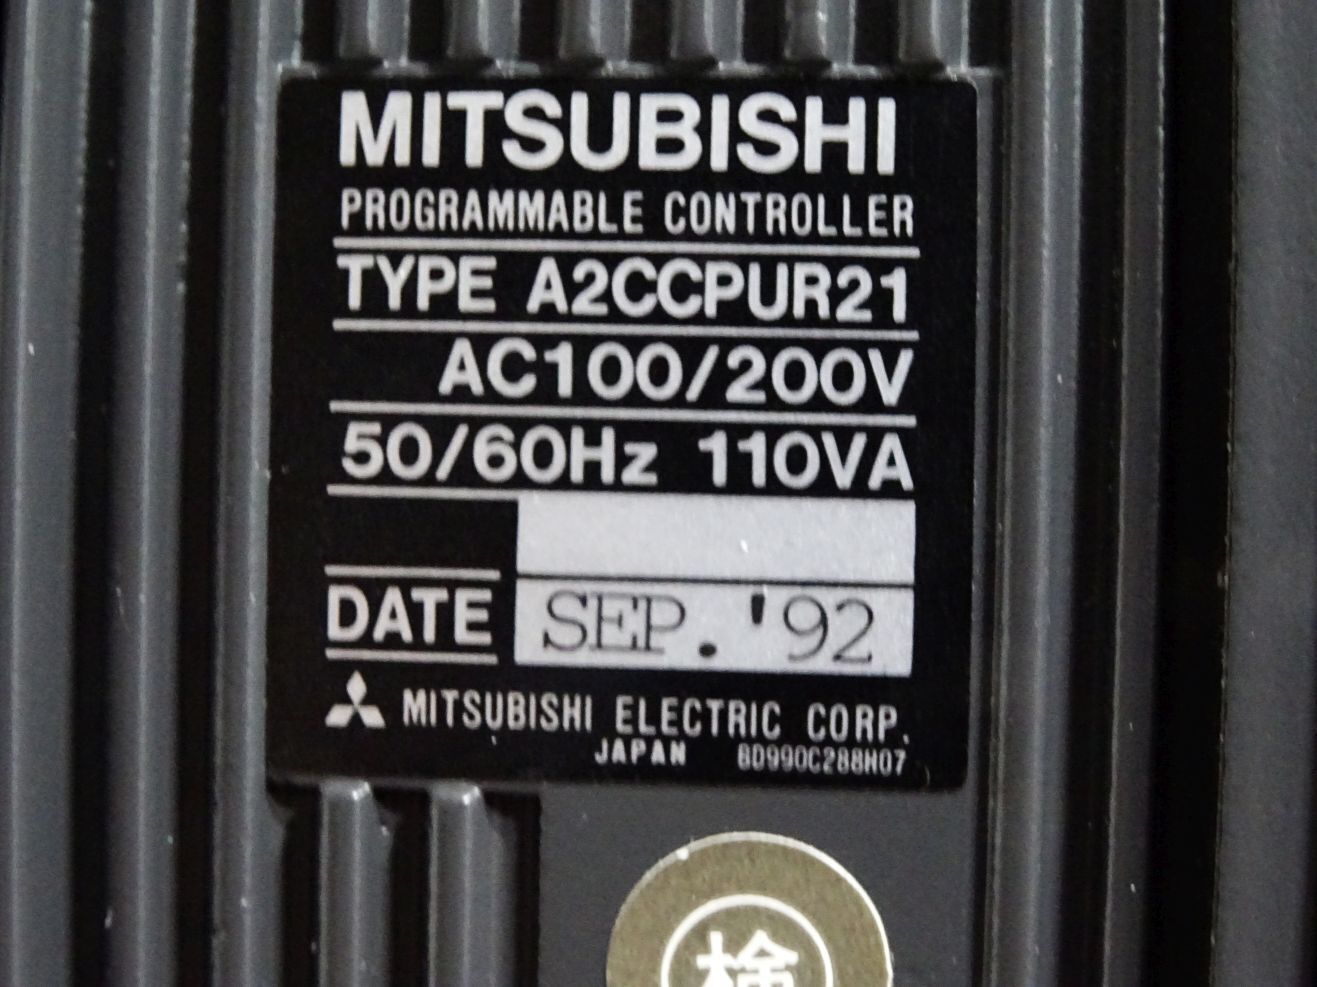 MITSUBISHI
PROGRAMMABLE CONTROLLER
TYPE A2CCPUR21
AC100/200V
50/60Hz 110VA
DATE SEP.'92
MITSUBISHI ELECTRIC CORP.
JAPAN BD990C288H07
検